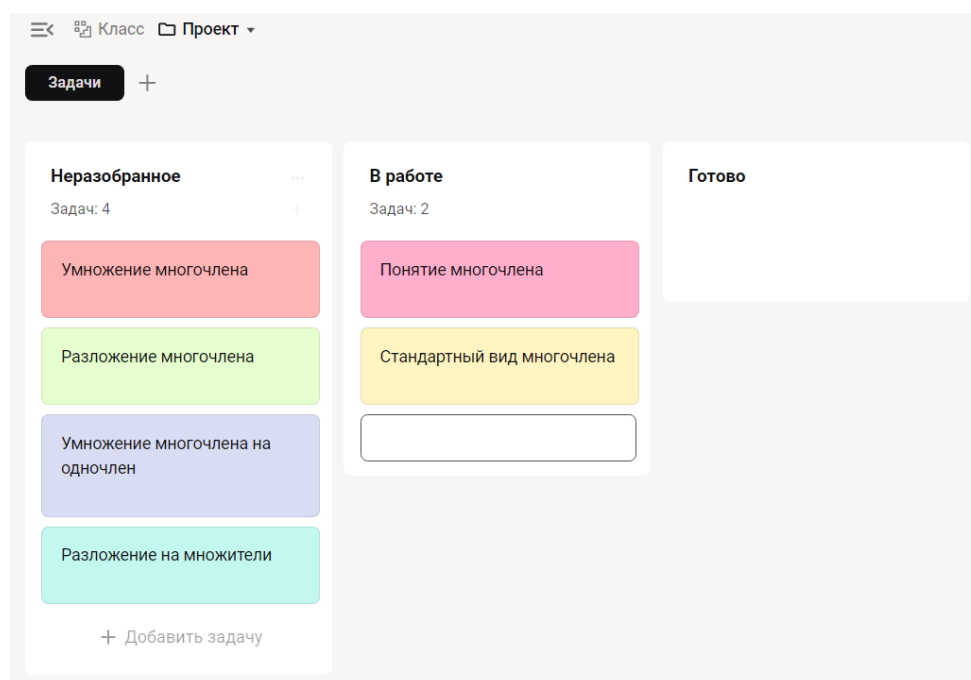 Класс Проект
Задачи
Неразобранное
Задач: 4
Умножение многочлена
Разложение многочлена
Умножение многочлена на
одночлен
Разложение на множители
Добавить задачу
В работе
Задач: 2
Понятие многочлена
Стандартный вид многочлена
Готово